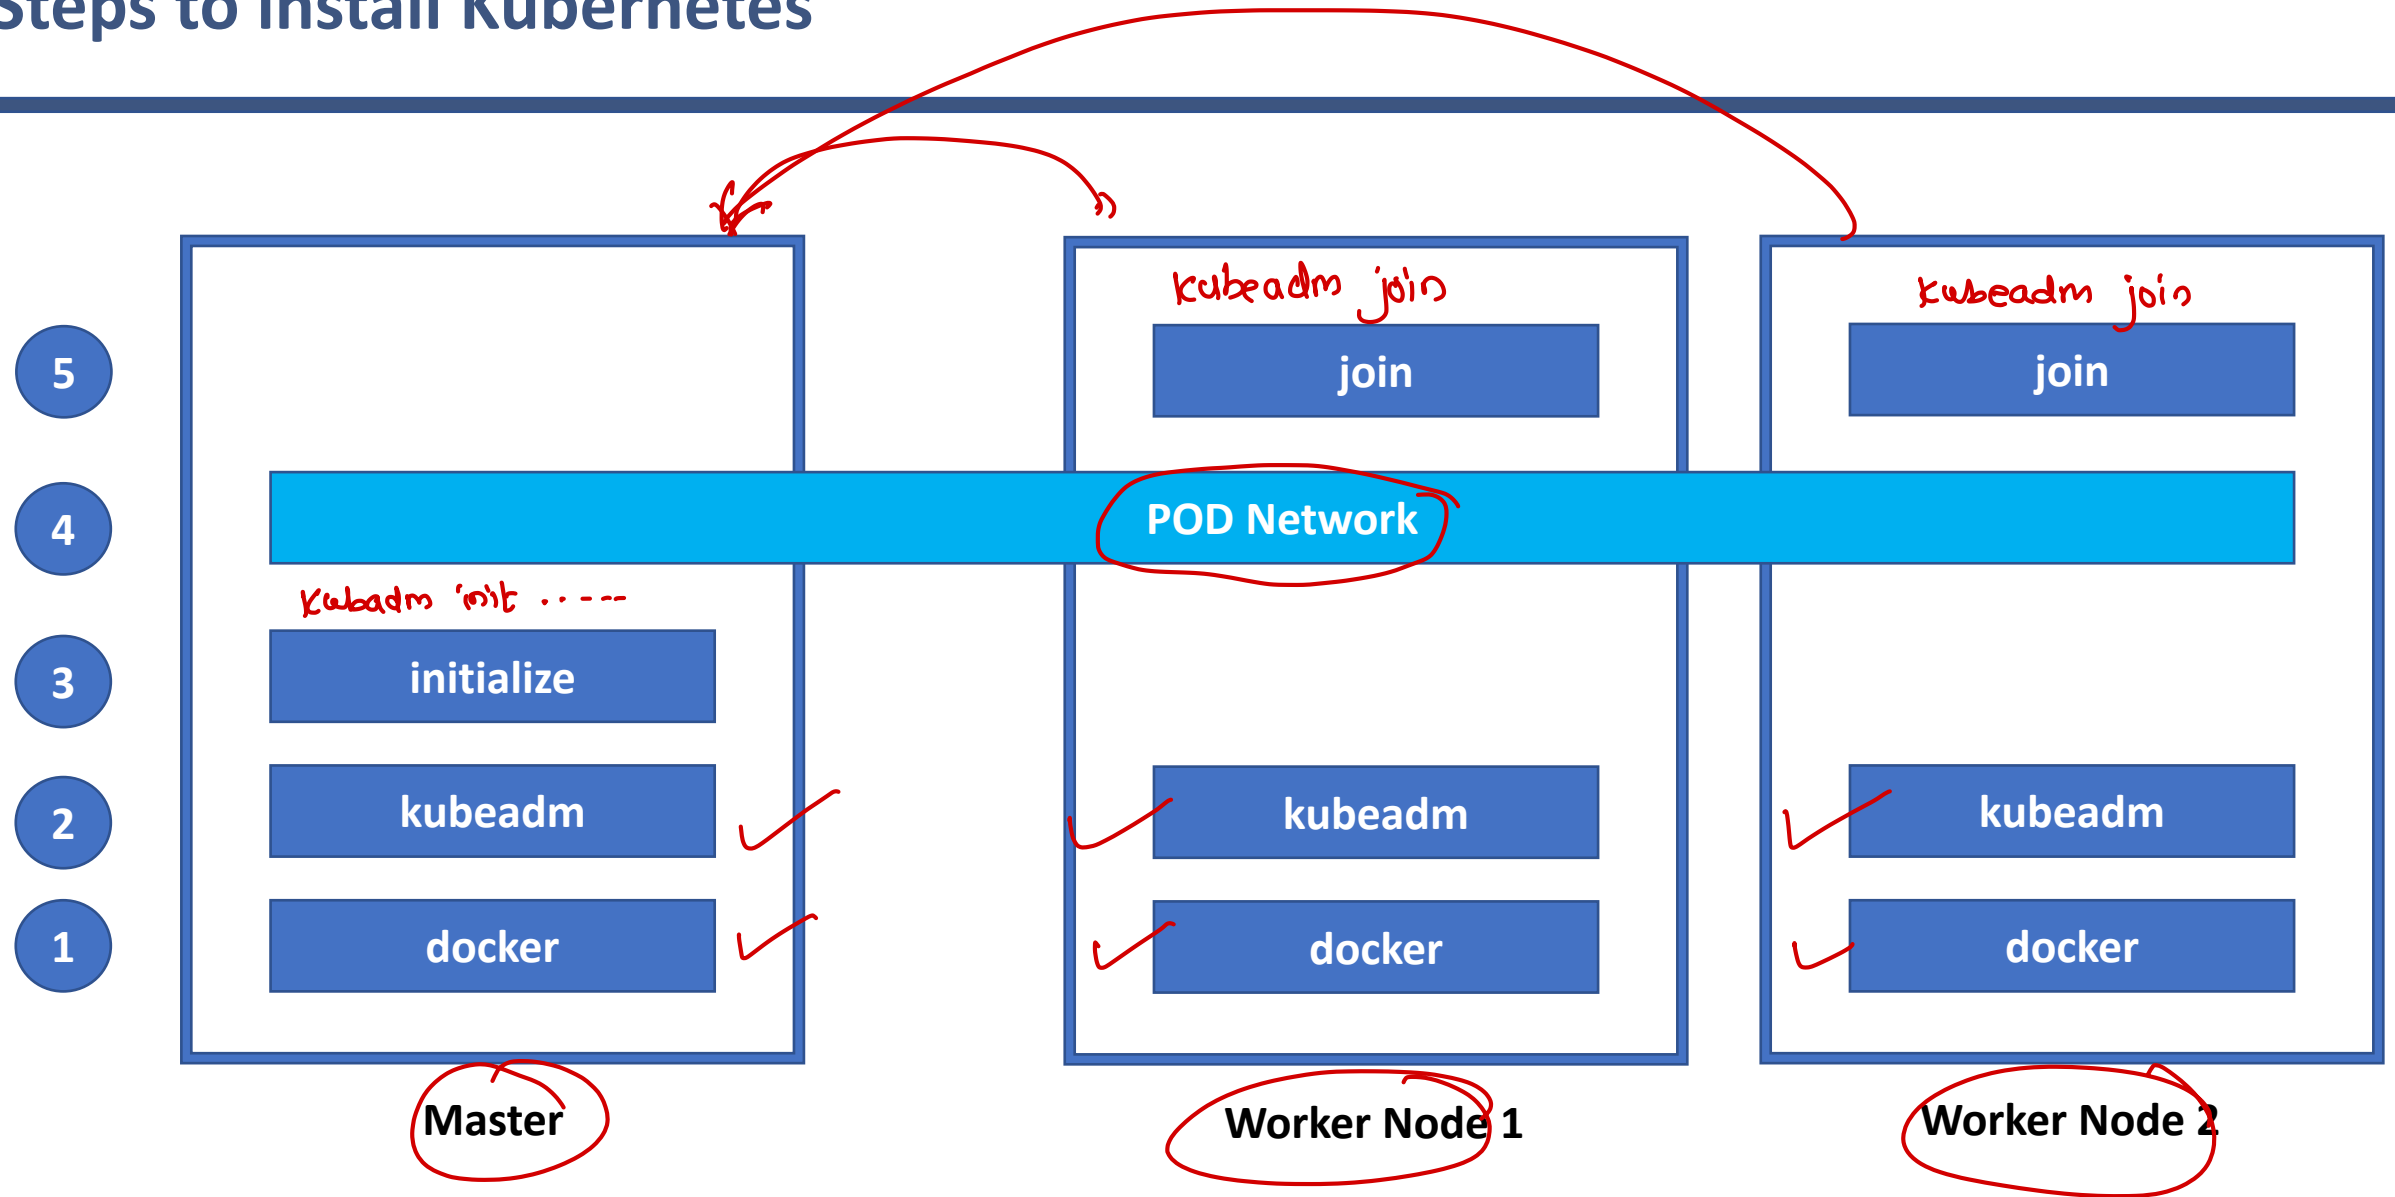 Steps to Install Kubernetes
kubeadm join
kubeadm join
5
join
join
4
POD Network
kubadm init .----
3
initialize
2
kubeadm
kubeadm
kubeadm
1
docker
docker
docker
Master
Worker Node 1
Worker Node 2